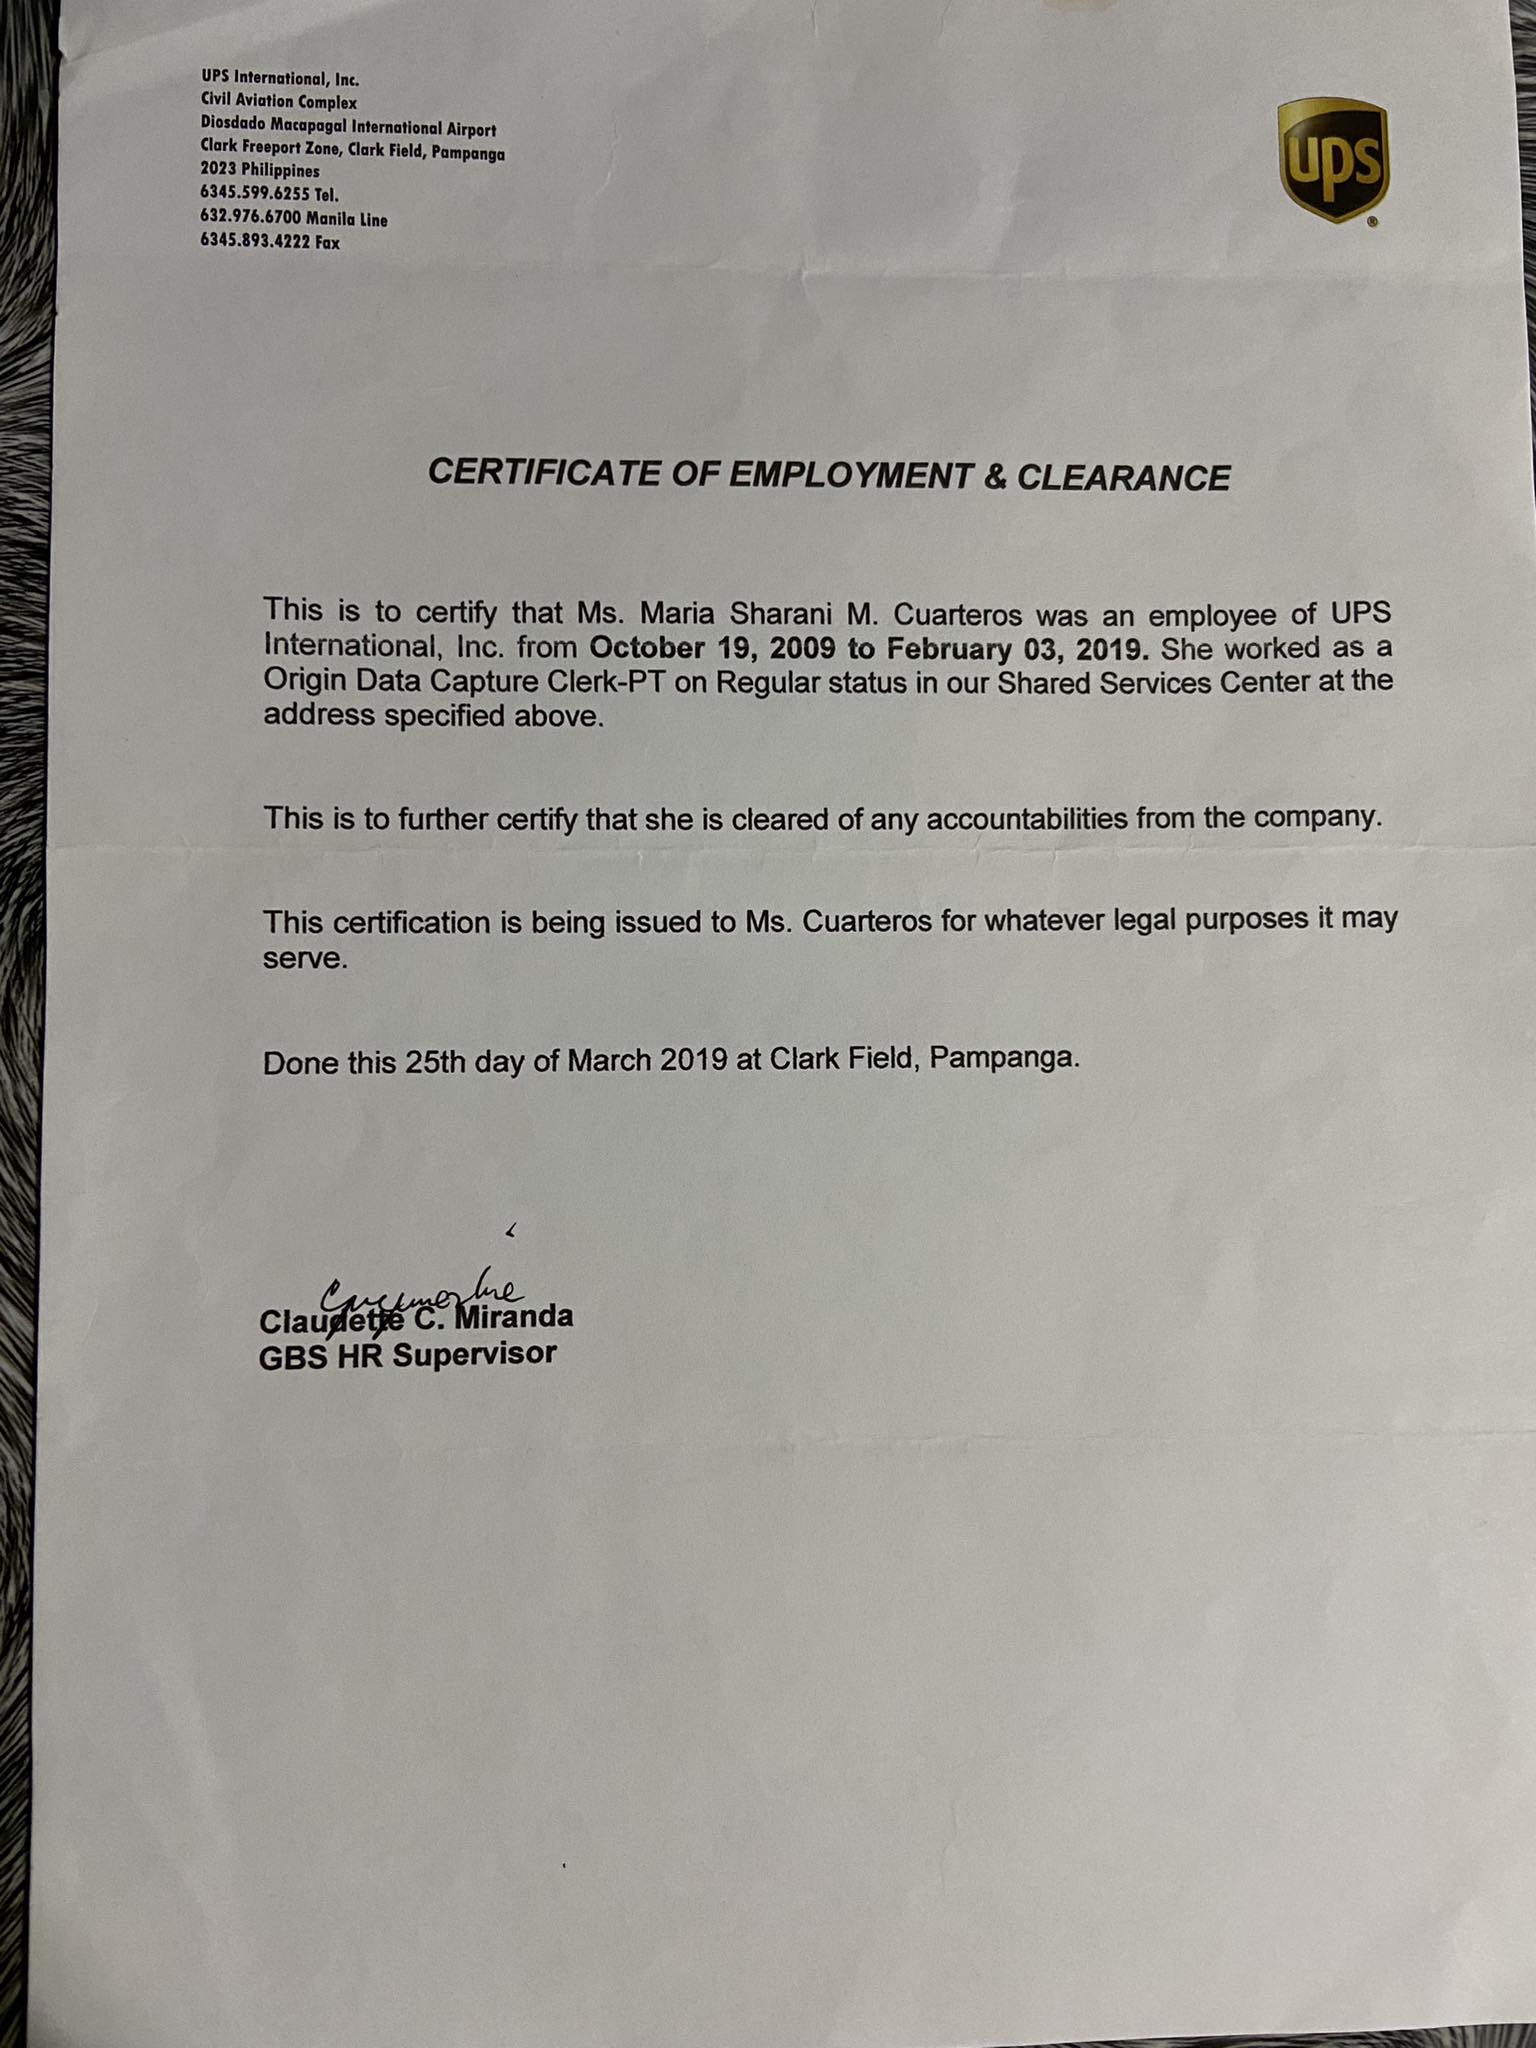 UPS International, Inc.
Civil Aviation Complex
Diosdado Macapagal International Airport
Clark Freeport Zone, Clark Field, Pampanga
2023 Philippines
6345.599.6255 Tel.
632.976.6700 Manila Line
6345.893.4222 Fax
ups
®
CERTIFICATE OF EMPLOYMENT & CLEARANCE
This is to certify that Ms. Maria Sharani M. Cuarteros was an employee of UPS
International, Inc. from October 19, 2009 to February 03, 2019. She worked as a
Origin Data Capture Clerk-PT on Regular status in our Shared Services Center at the
address specified above.
This is to further certify that she is cleared of any accountabilities from the company.
This certification is being issued to Ms. Cuarteros for whatever legal purposes it may
serve.
Done this 25th day of March 2019 at Clark Field, Pampanga.
Claudette C. Miranda
GBS HR Supervisor